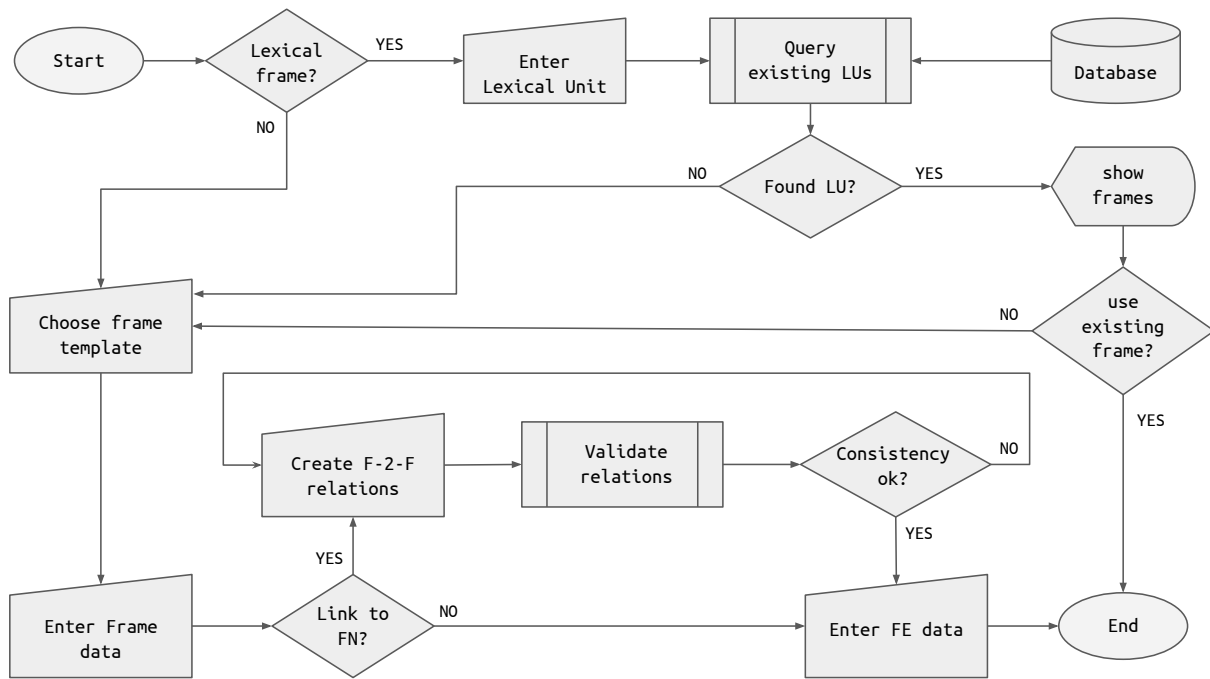 Start
Lexical
frame?
YES
NO
Enter
Lexical Unit
Query
existing LUs
Database
Found LU?
NO
YES
show
frames
use
existing
frame?
NO
YES
Choose frame
template
Create F-2-F
relations
Validate
relations
Consistency
ok?
NO
YES
Enter Frame
data
Link to
FN?
YES
NO
Enter FE data
End